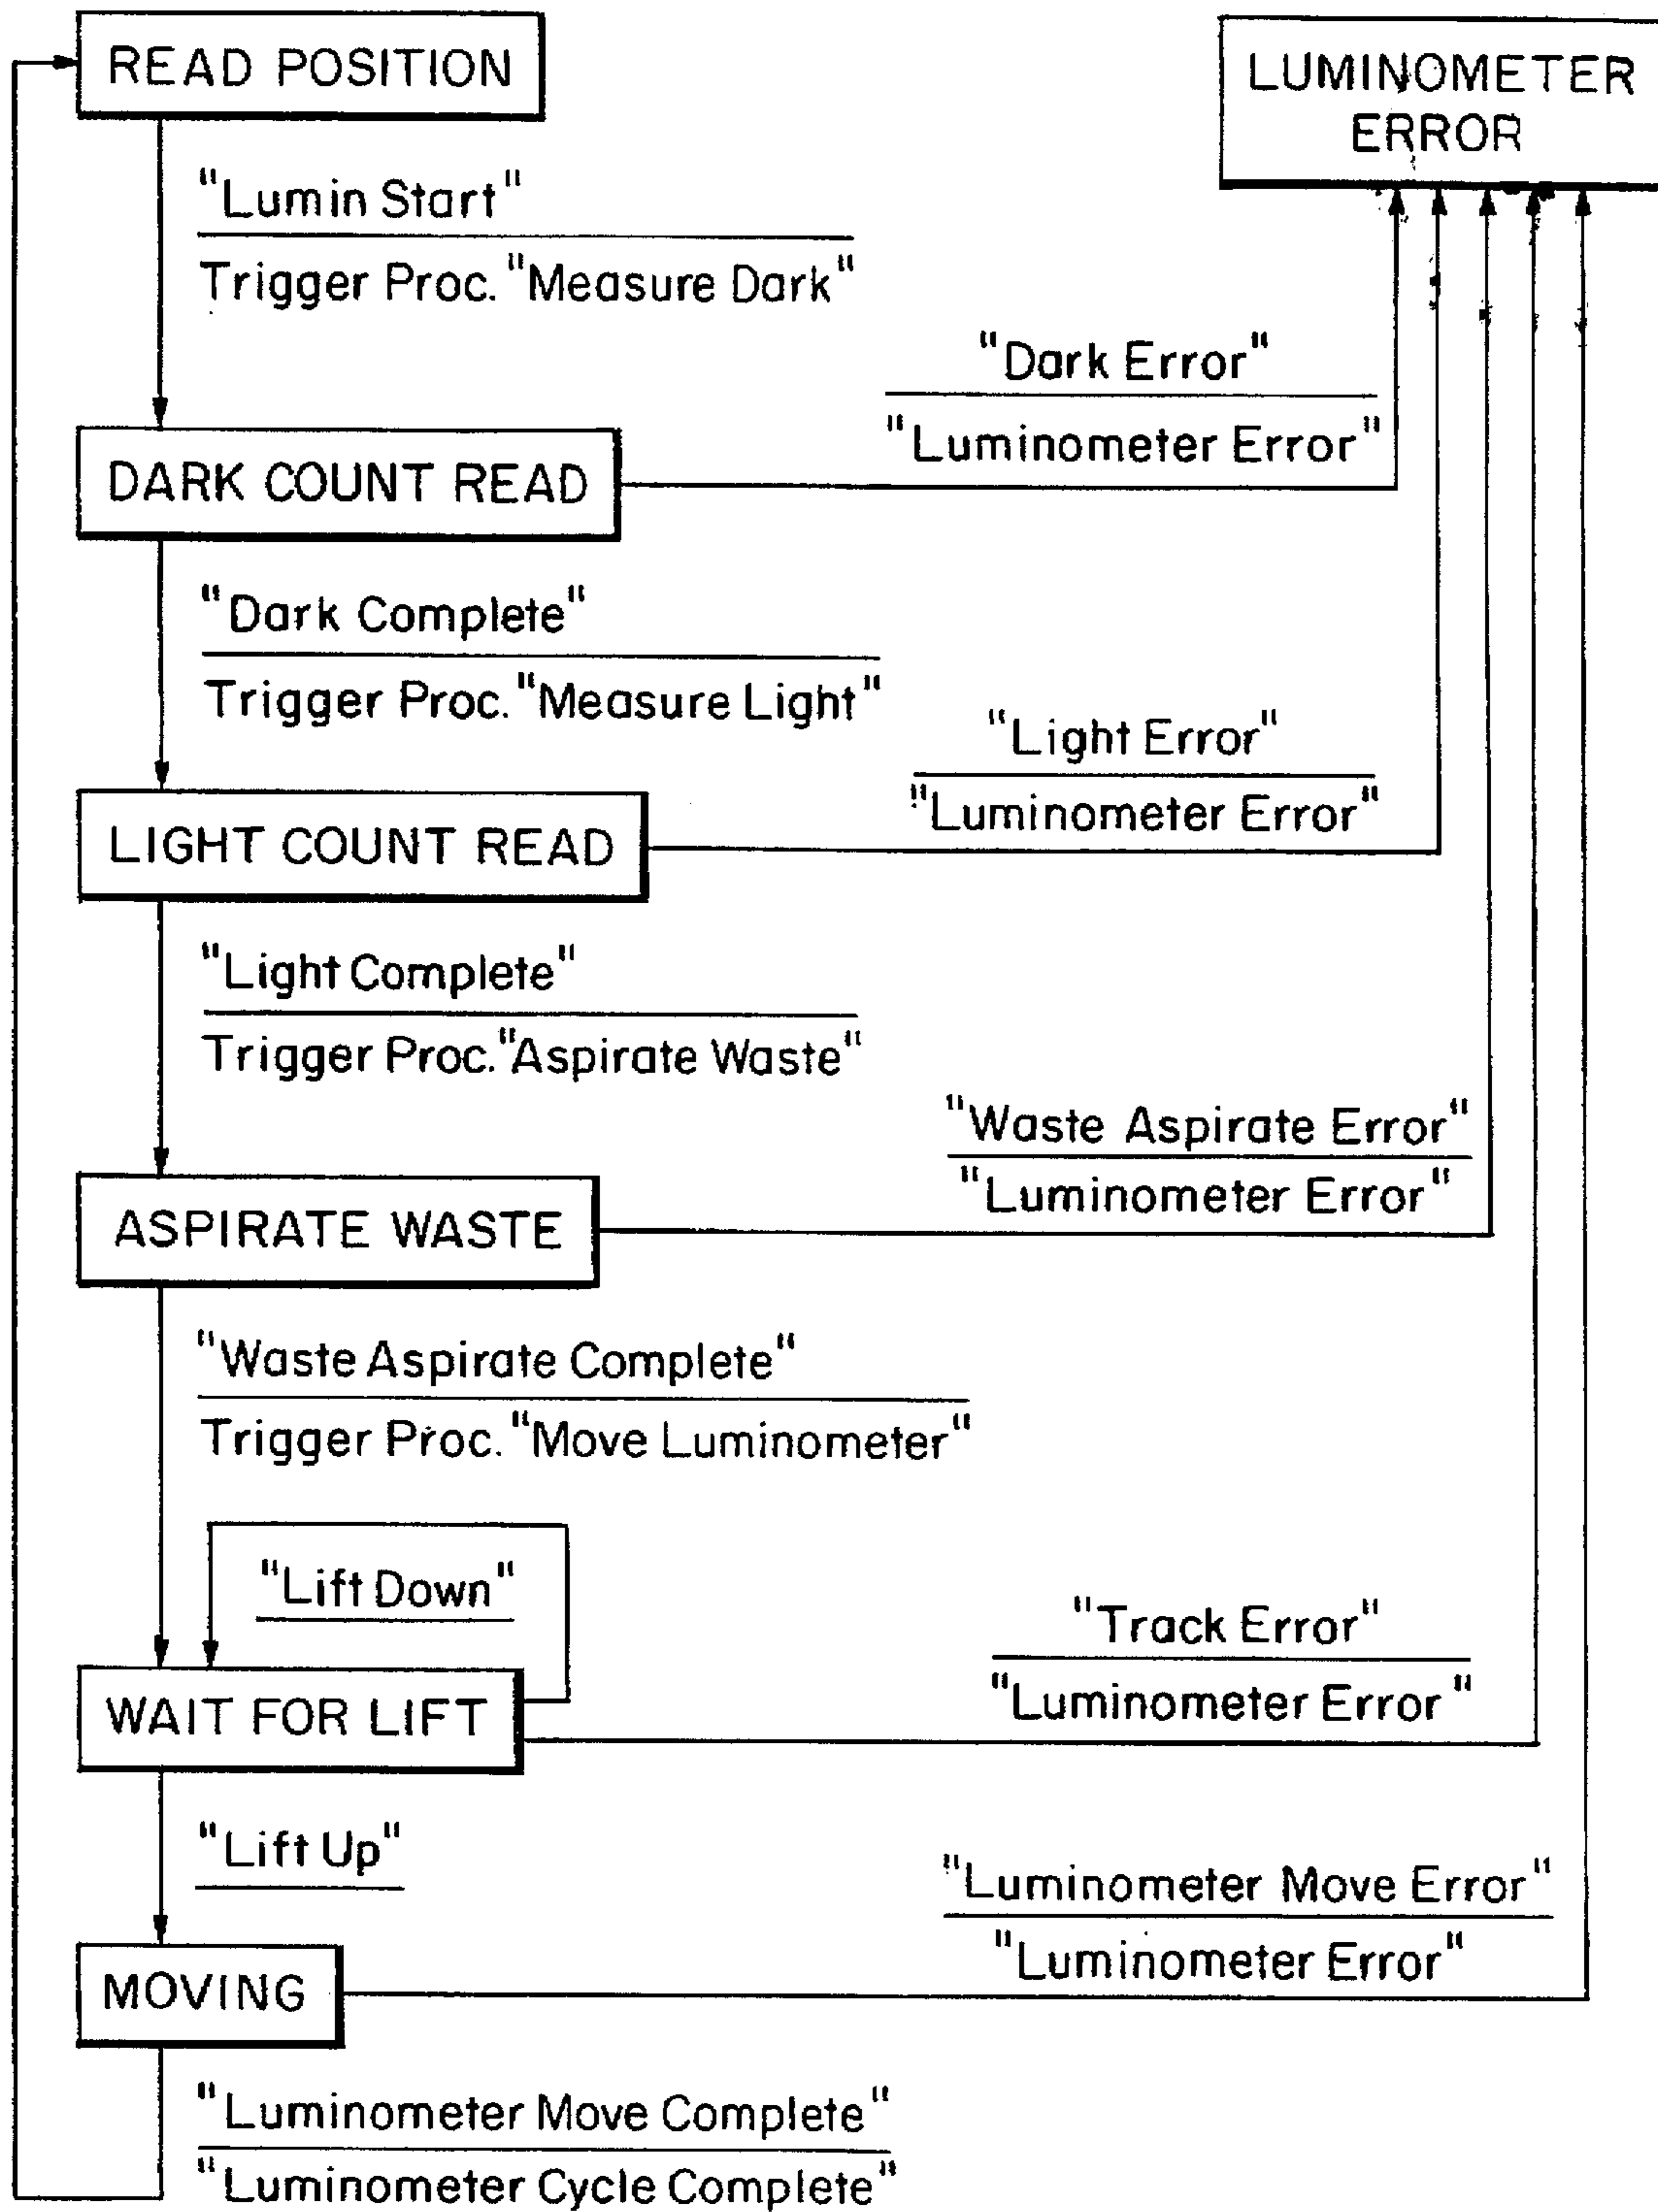 READ POSITION
LUMINOMETER
ERROR
"Lumin Start"
Trigger Proc. "Measure Dark"
"Dark Error"
"Luminometer Error"
DARK COUNT READ
"Dark Complete"
Trigger Proc. "Measure Light"
"Light Error"
"Luminometer Error"
LIGHT COUNT READ
"Light Complete"
Trigger Proc. "Aspirate Waste"
"Waste Aspirate Error"
"Luminometer Error"
ASPIRATE WASTE
"Waste Aspirate Complete"
Trigger Proc. "Move Luminometer"
"Lift Down"
"Track Error"
"Luminometer Error"
WAIT FOR LIFT
"Lift Up"
"Luminometer Move Error"
"Luminometer Error"
MOVING
"Luminometer Move Complete"
"Luminometer Cycle Complete"